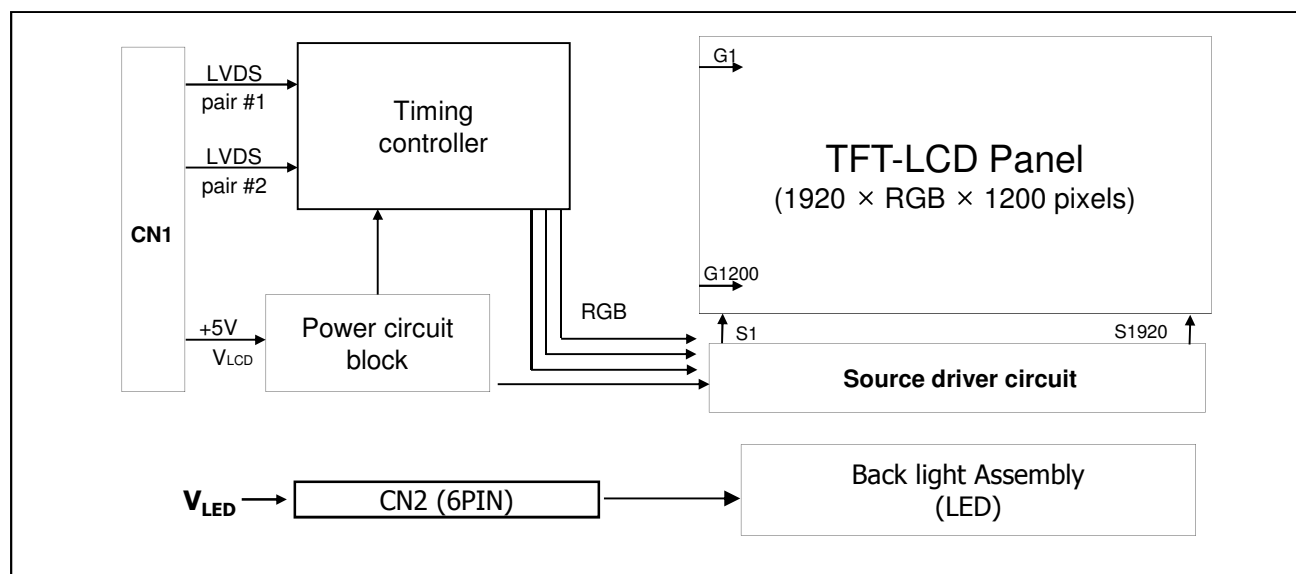 CN1
LVDS
pair #1
LVDS
pair #2
+5V
VLCD
Timing
controller
Power circuit
block
RGB
G1
TFT-LCD Panel
(1920 × RGB × 1200 pixels)
G1200
S1
S1920
Source driver circuit
VLED
CN2 (6PIN)
Back light Assembly
(LED)